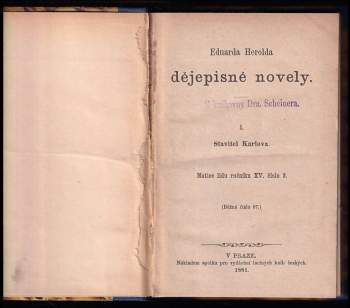 Eduarda Herolda
dějepisné novely.
Z knihovny Dra. Scheinera.
I.
Stavitel Karlova.
Matice lidu ročníku XV. číslo 3.
(Běžné číslo 87.)
V PRAZE.
Nákladem spolku pro vydávání laciných knih českých.
1881.